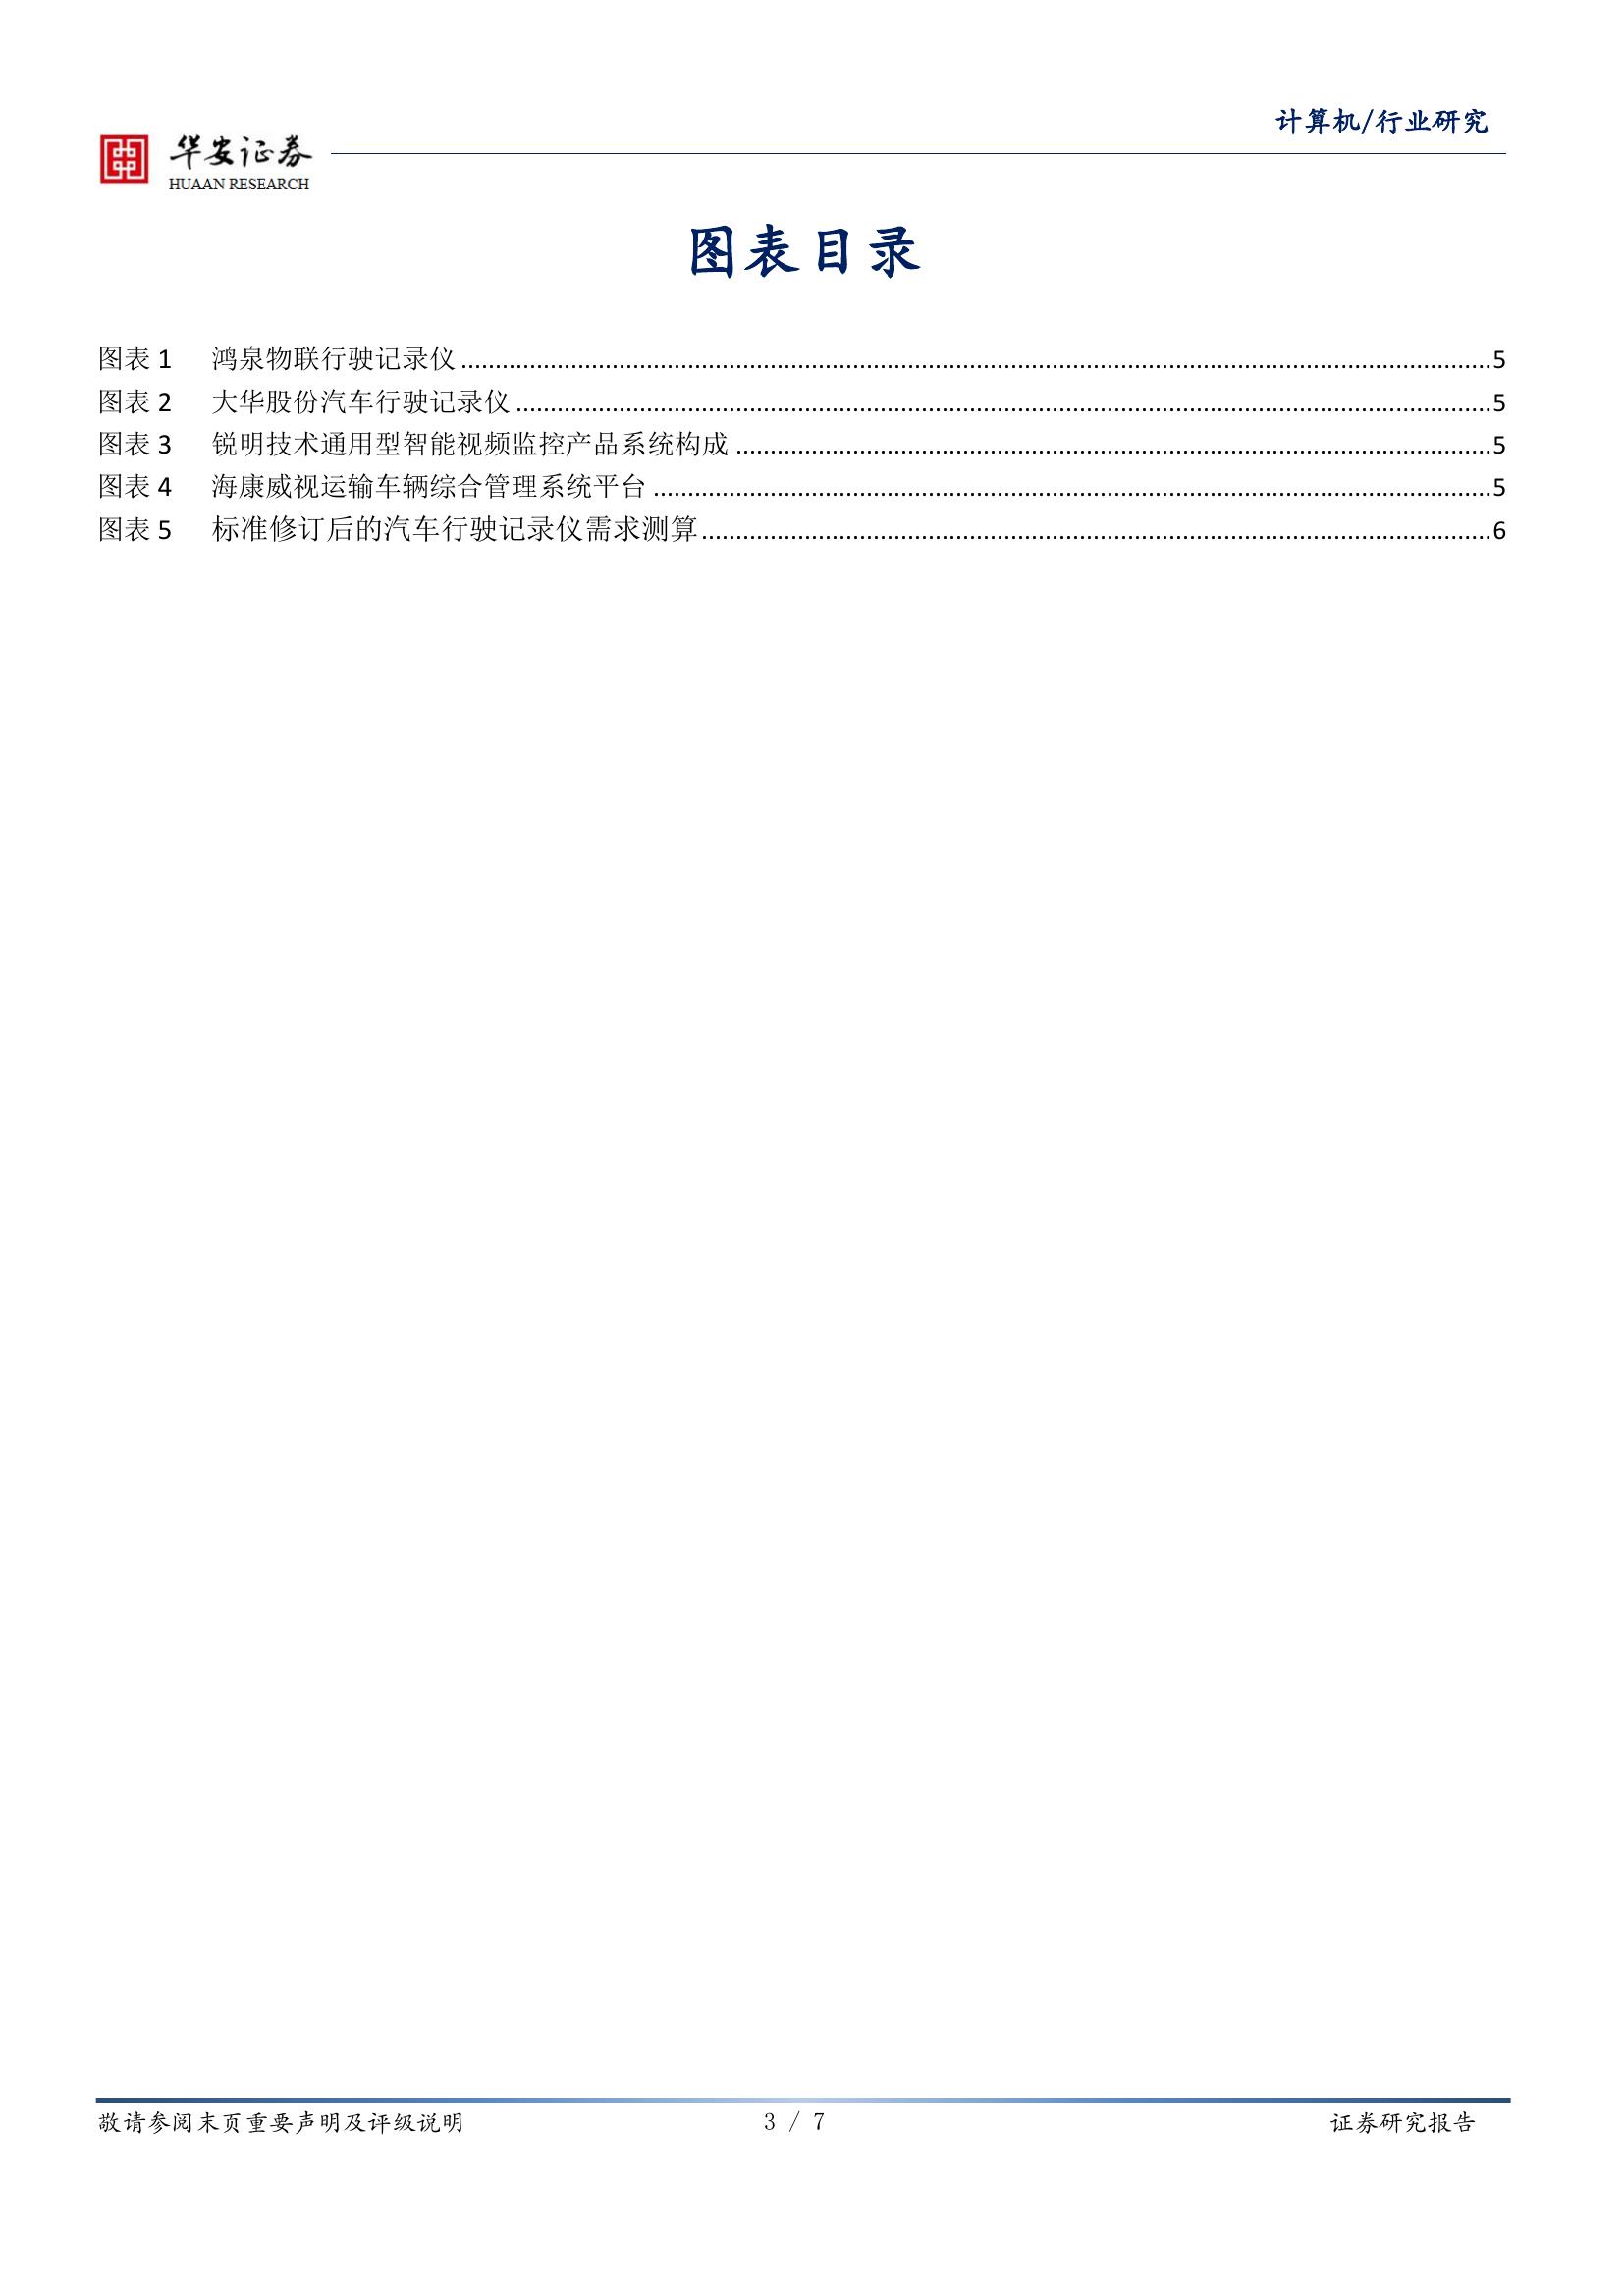 计算机/行业研究
华安证券
HUAAN RESEARCH
图表目录
图表 1 鸿泉物联行驶记录仪 ........................................ 5
图表 2 大华股份汽车行驶记录仪 ........................................ 5
图表 3 锐明技术通用型智能视频监控产品系统构成 ........................................ 5
图表 4 海康威视运输车辆综合管理系统平台 ........................................ 5
图表 5 标准修订后的汽车行驶记录仪需求测算 ........................................ 6
敬请参阅末页重要声明及评级说明 3 / 7 证券研究报告